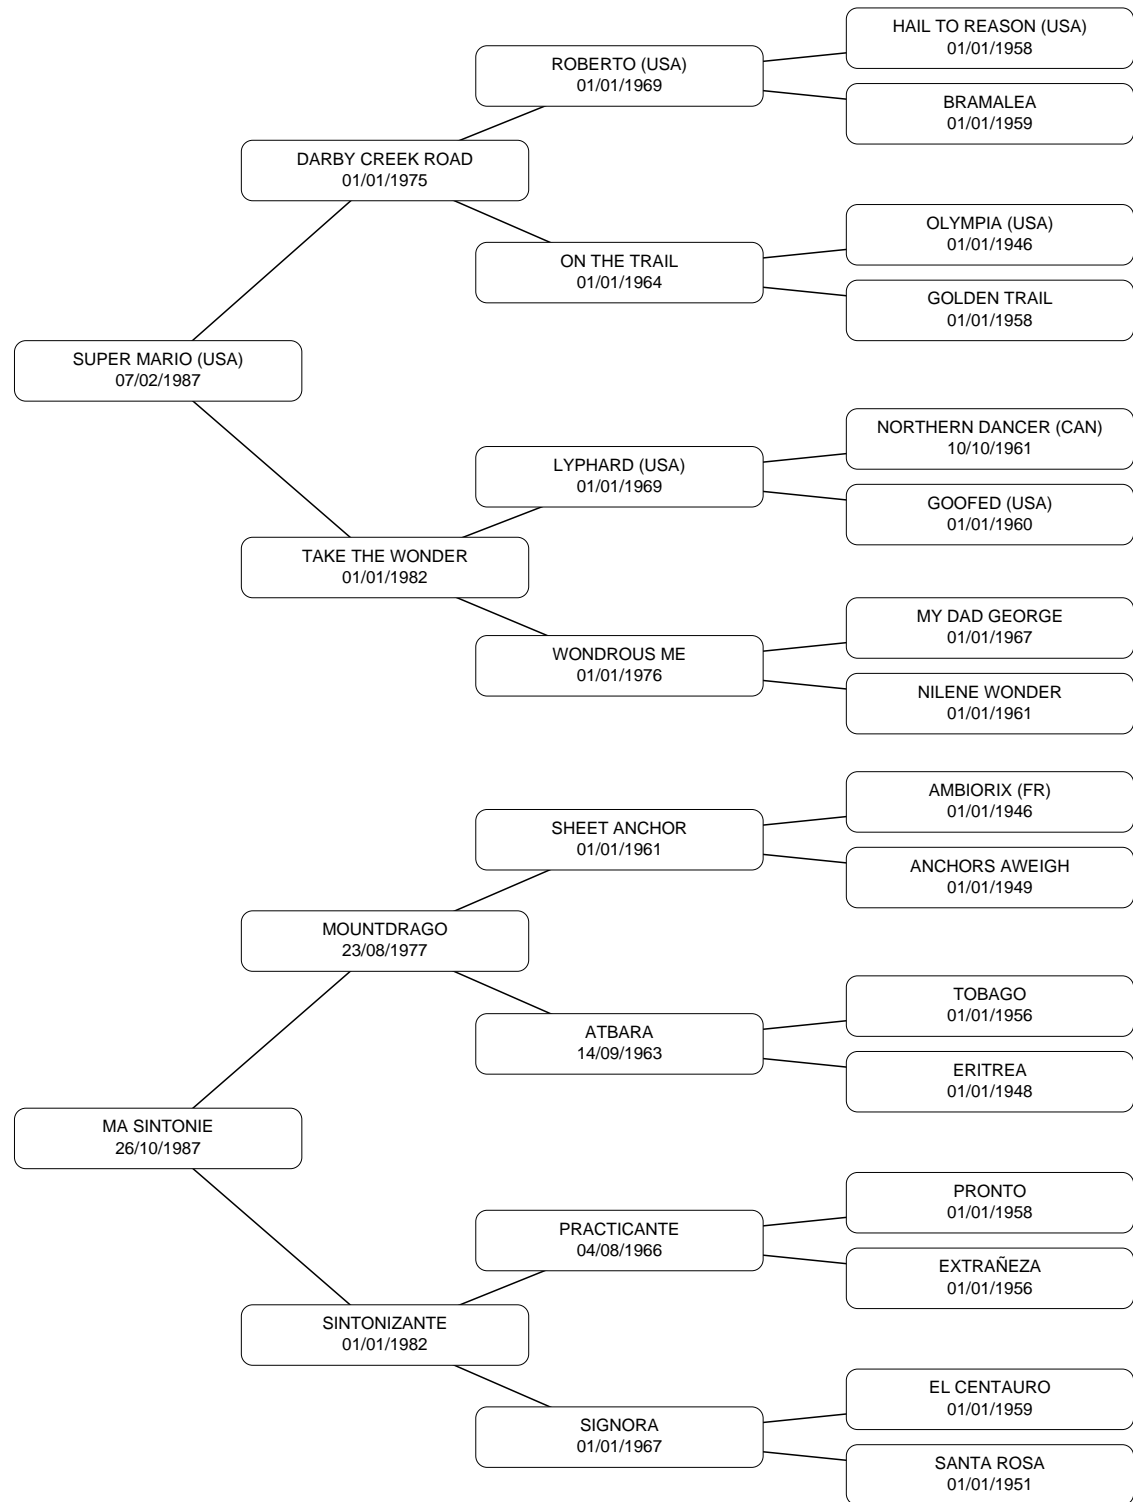 HAIL TO REASON (USA)
01/01/1958
ROBERTO (USA)
01/01/1969
BRAMALEA
01/01/1959
DARBY CREEK ROAD
01/01/1975
OLYMPIA (USA)
01/01/1946
ON THE TRAIL
01/01/1964
GOLDEN TRAIL
01/01/1958
SUPER MARIO (USA)
07/02/1987
NORTHERN DANCER (CAN)
10/10/1961
LYPHARD (USA)
01/01/1969
GOOFED (USA)
01/01/1960
TAKE THE WONDER
01/01/1982
MY DAD GEORGE
01/01/1967
WONDROUS ME
01/01/1976
NILENE WONDER
01/01/1961
AMBIORIX (FR)
01/01/1946
SHEET ANCHOR
01/01/1961
ANCHORS AWEIGH
01/01/1949
MOUNTDRAGO
23/08/1977
TOBAGO
01/01/1956
ATBARA
14/09/1963
ERITREA
01/01/1948
MA SINTONIE
26/10/1987
PRONTO
01/01/1958
PRACTICANTE
04/08/1966
EXTRAÑEZA
01/01/1956
SINTONIZANTE
01/01/1982
EL CENTAURO
01/01/1959
SIGNORA
01/01/1967
SANTA ROSA
01/01/1951